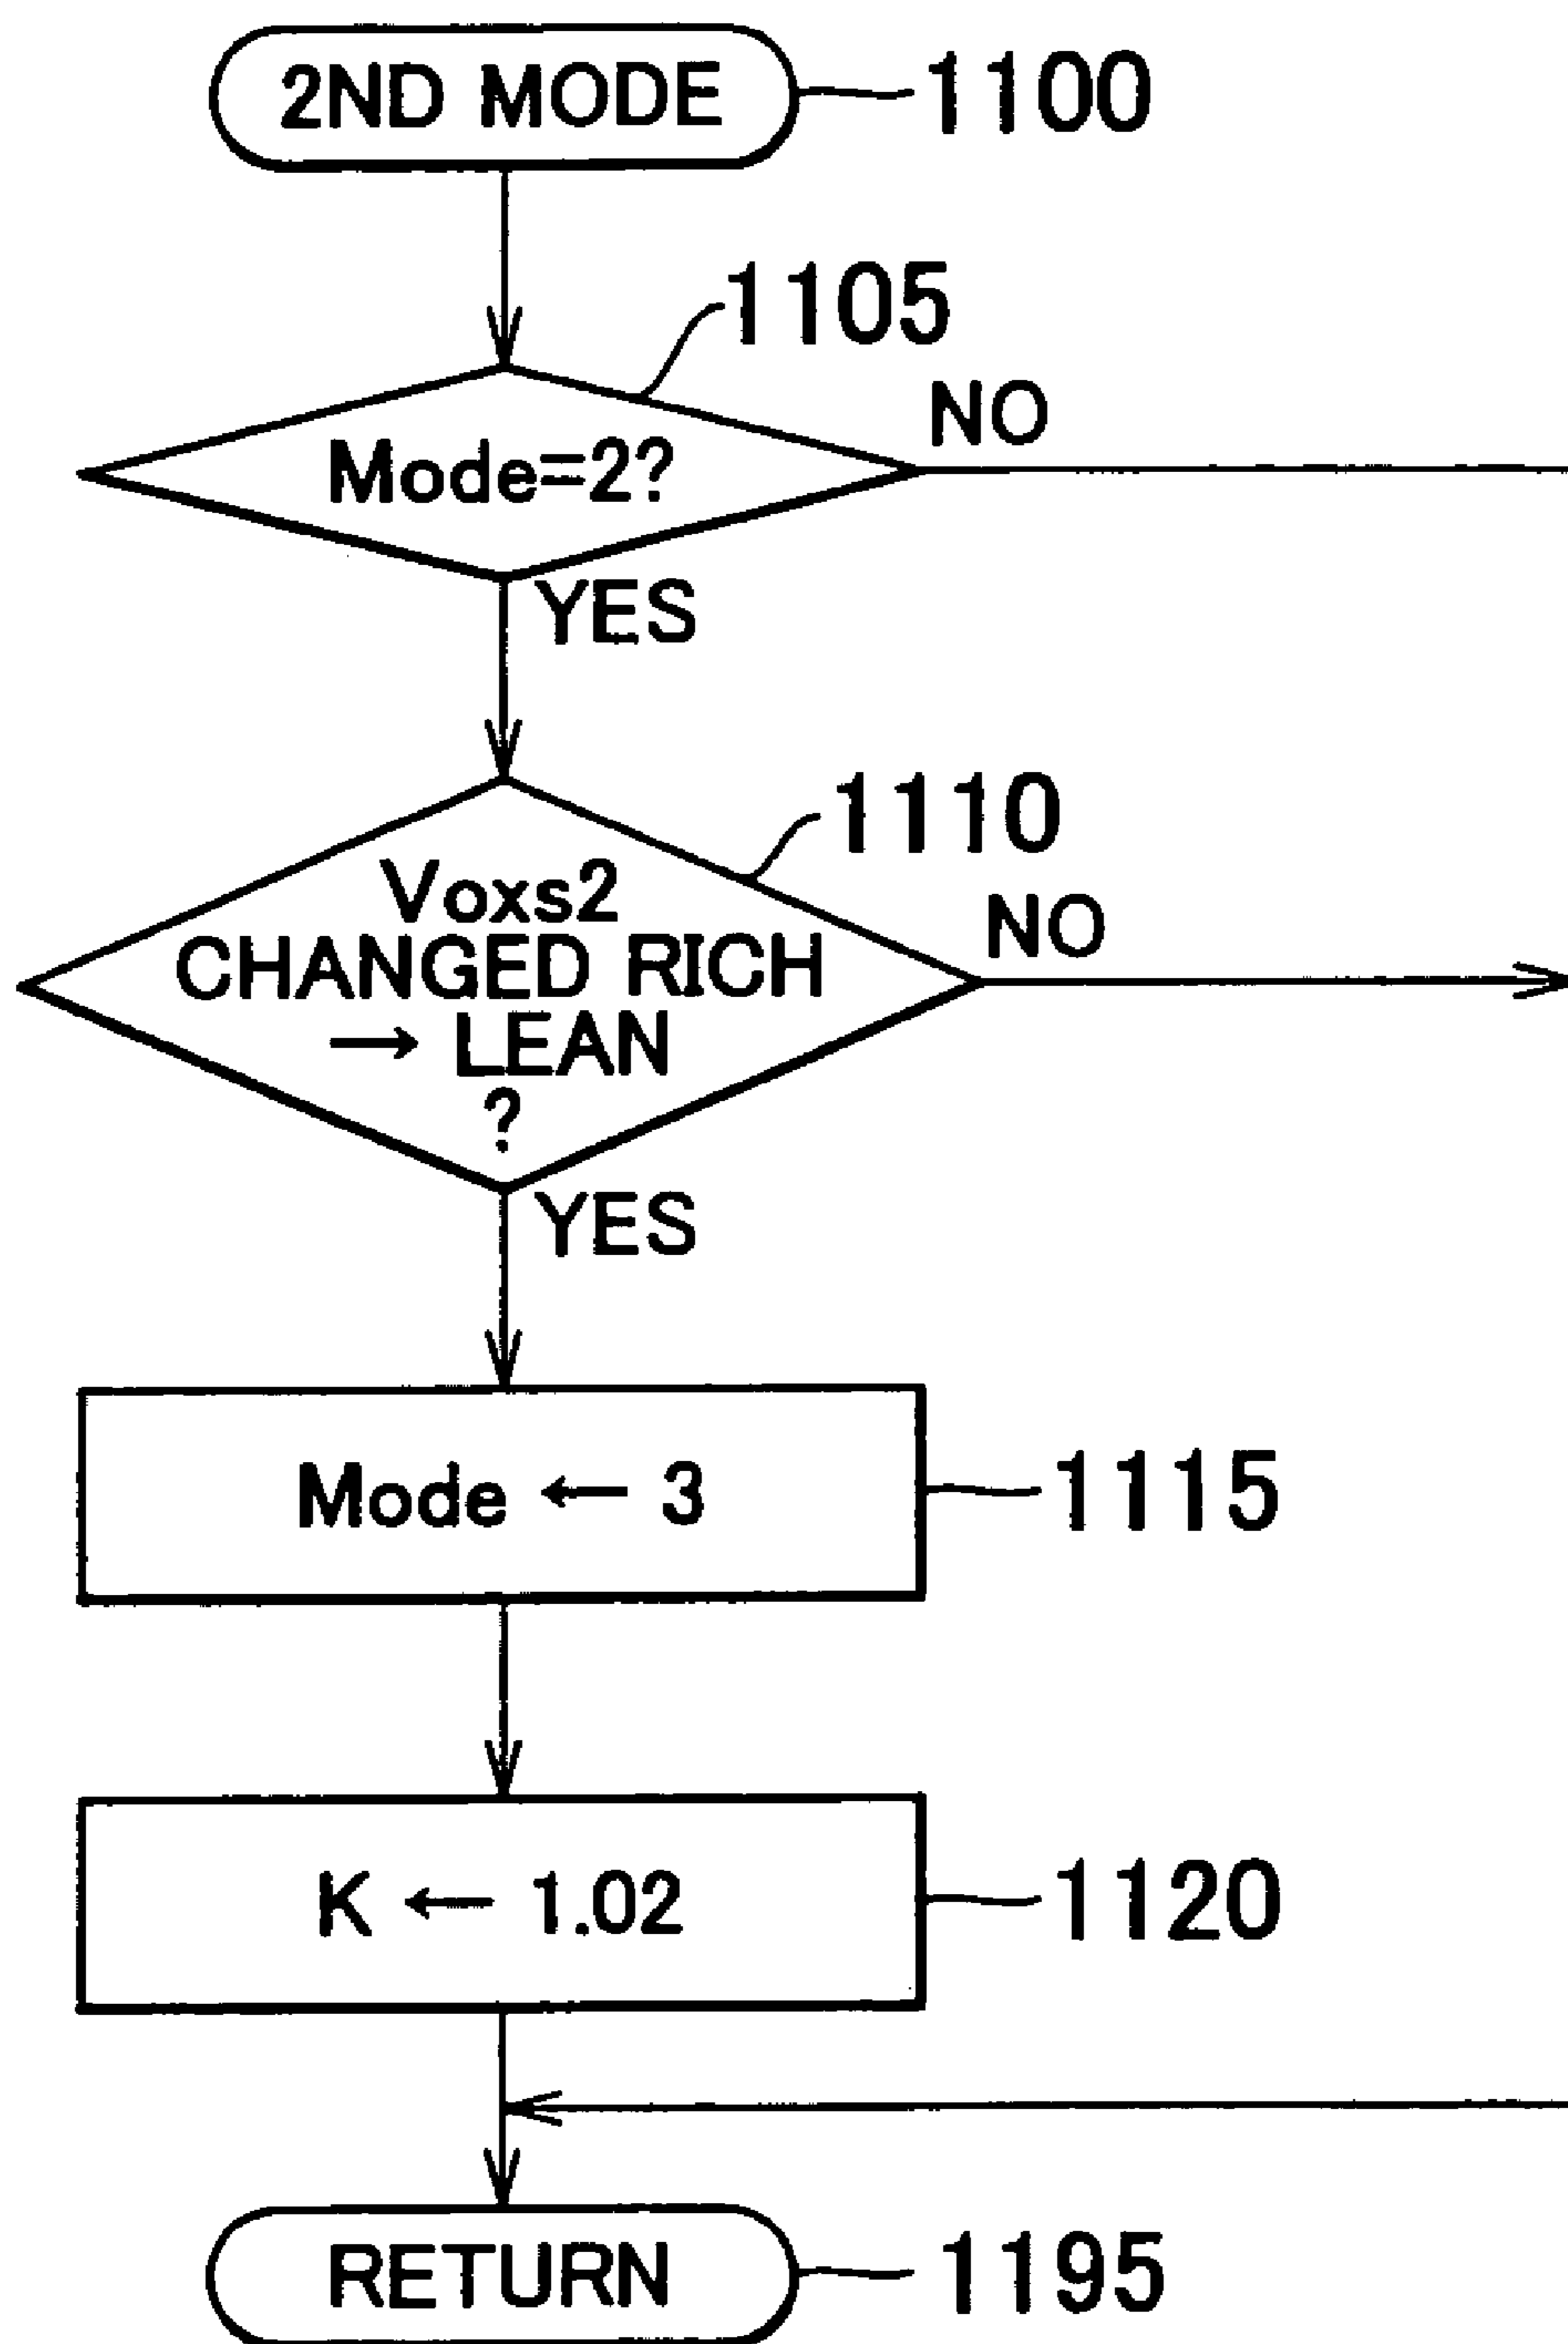 2ND MODE
1100
1105
Mode=2?
NO
YES
1110
Voxs2
CHANGED RICH
→ LEAN
?
NO
YES
Mode ← 3
1115
K ← 1.02
1120
RETURN
1195